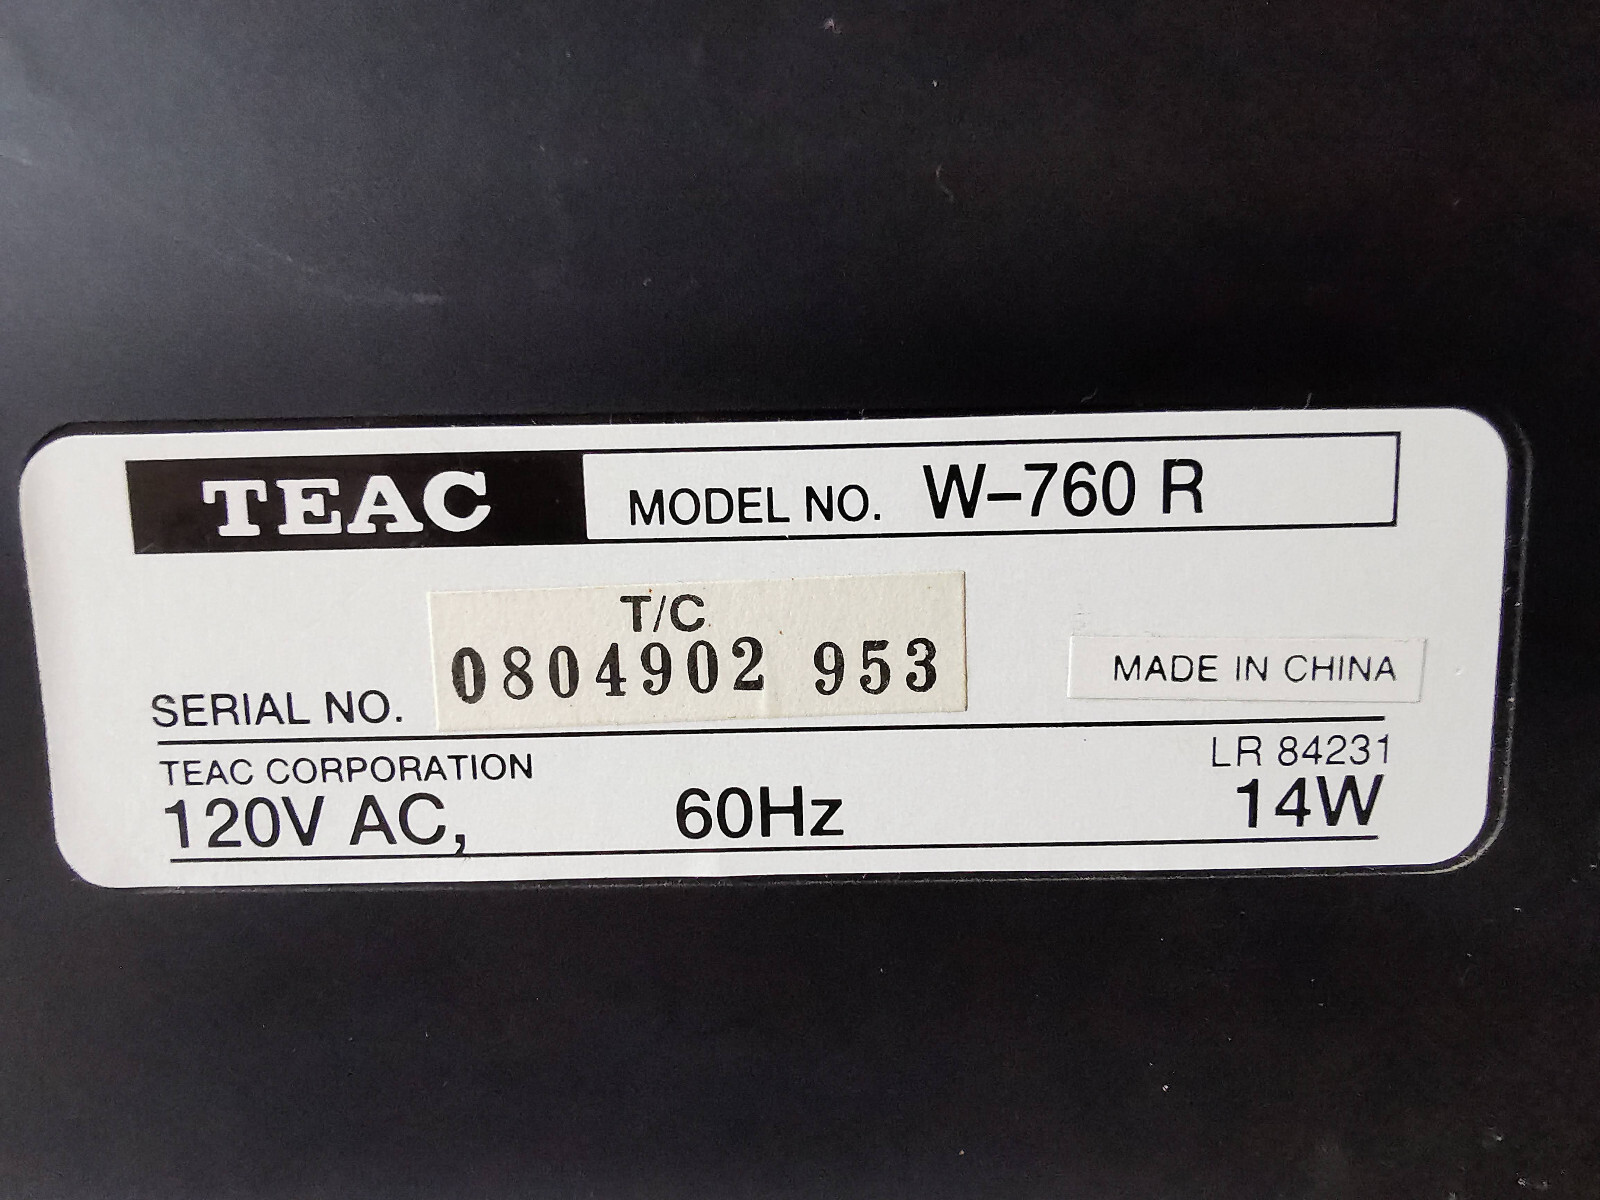 TEAC MODEL NO. W-760 R
T/C
SERIAL NO. 0804902 953
MADE IN CHINA
TEAC CORPORATION LR 84231
120V AC, 60Hz 14W